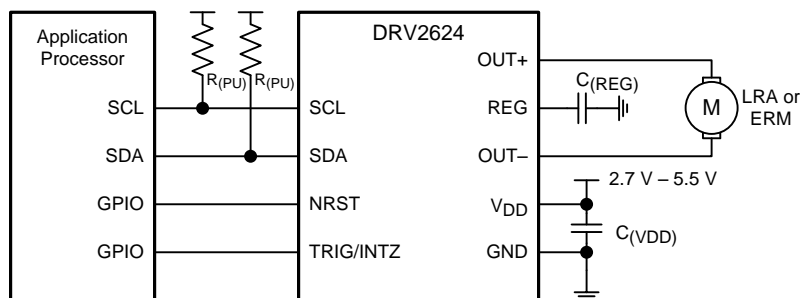 Application
Processor
SCL
SDA
GPIO
GPIO
R(PU)
R(PU)
DRV2624
SCL
SDA
NRST
TRIG/INTZ
OUT+
REG
OUT–
VDD
GND
C(REG)
M
LRA or
ERM
2.7 V – 5.5 V
C(VDD)